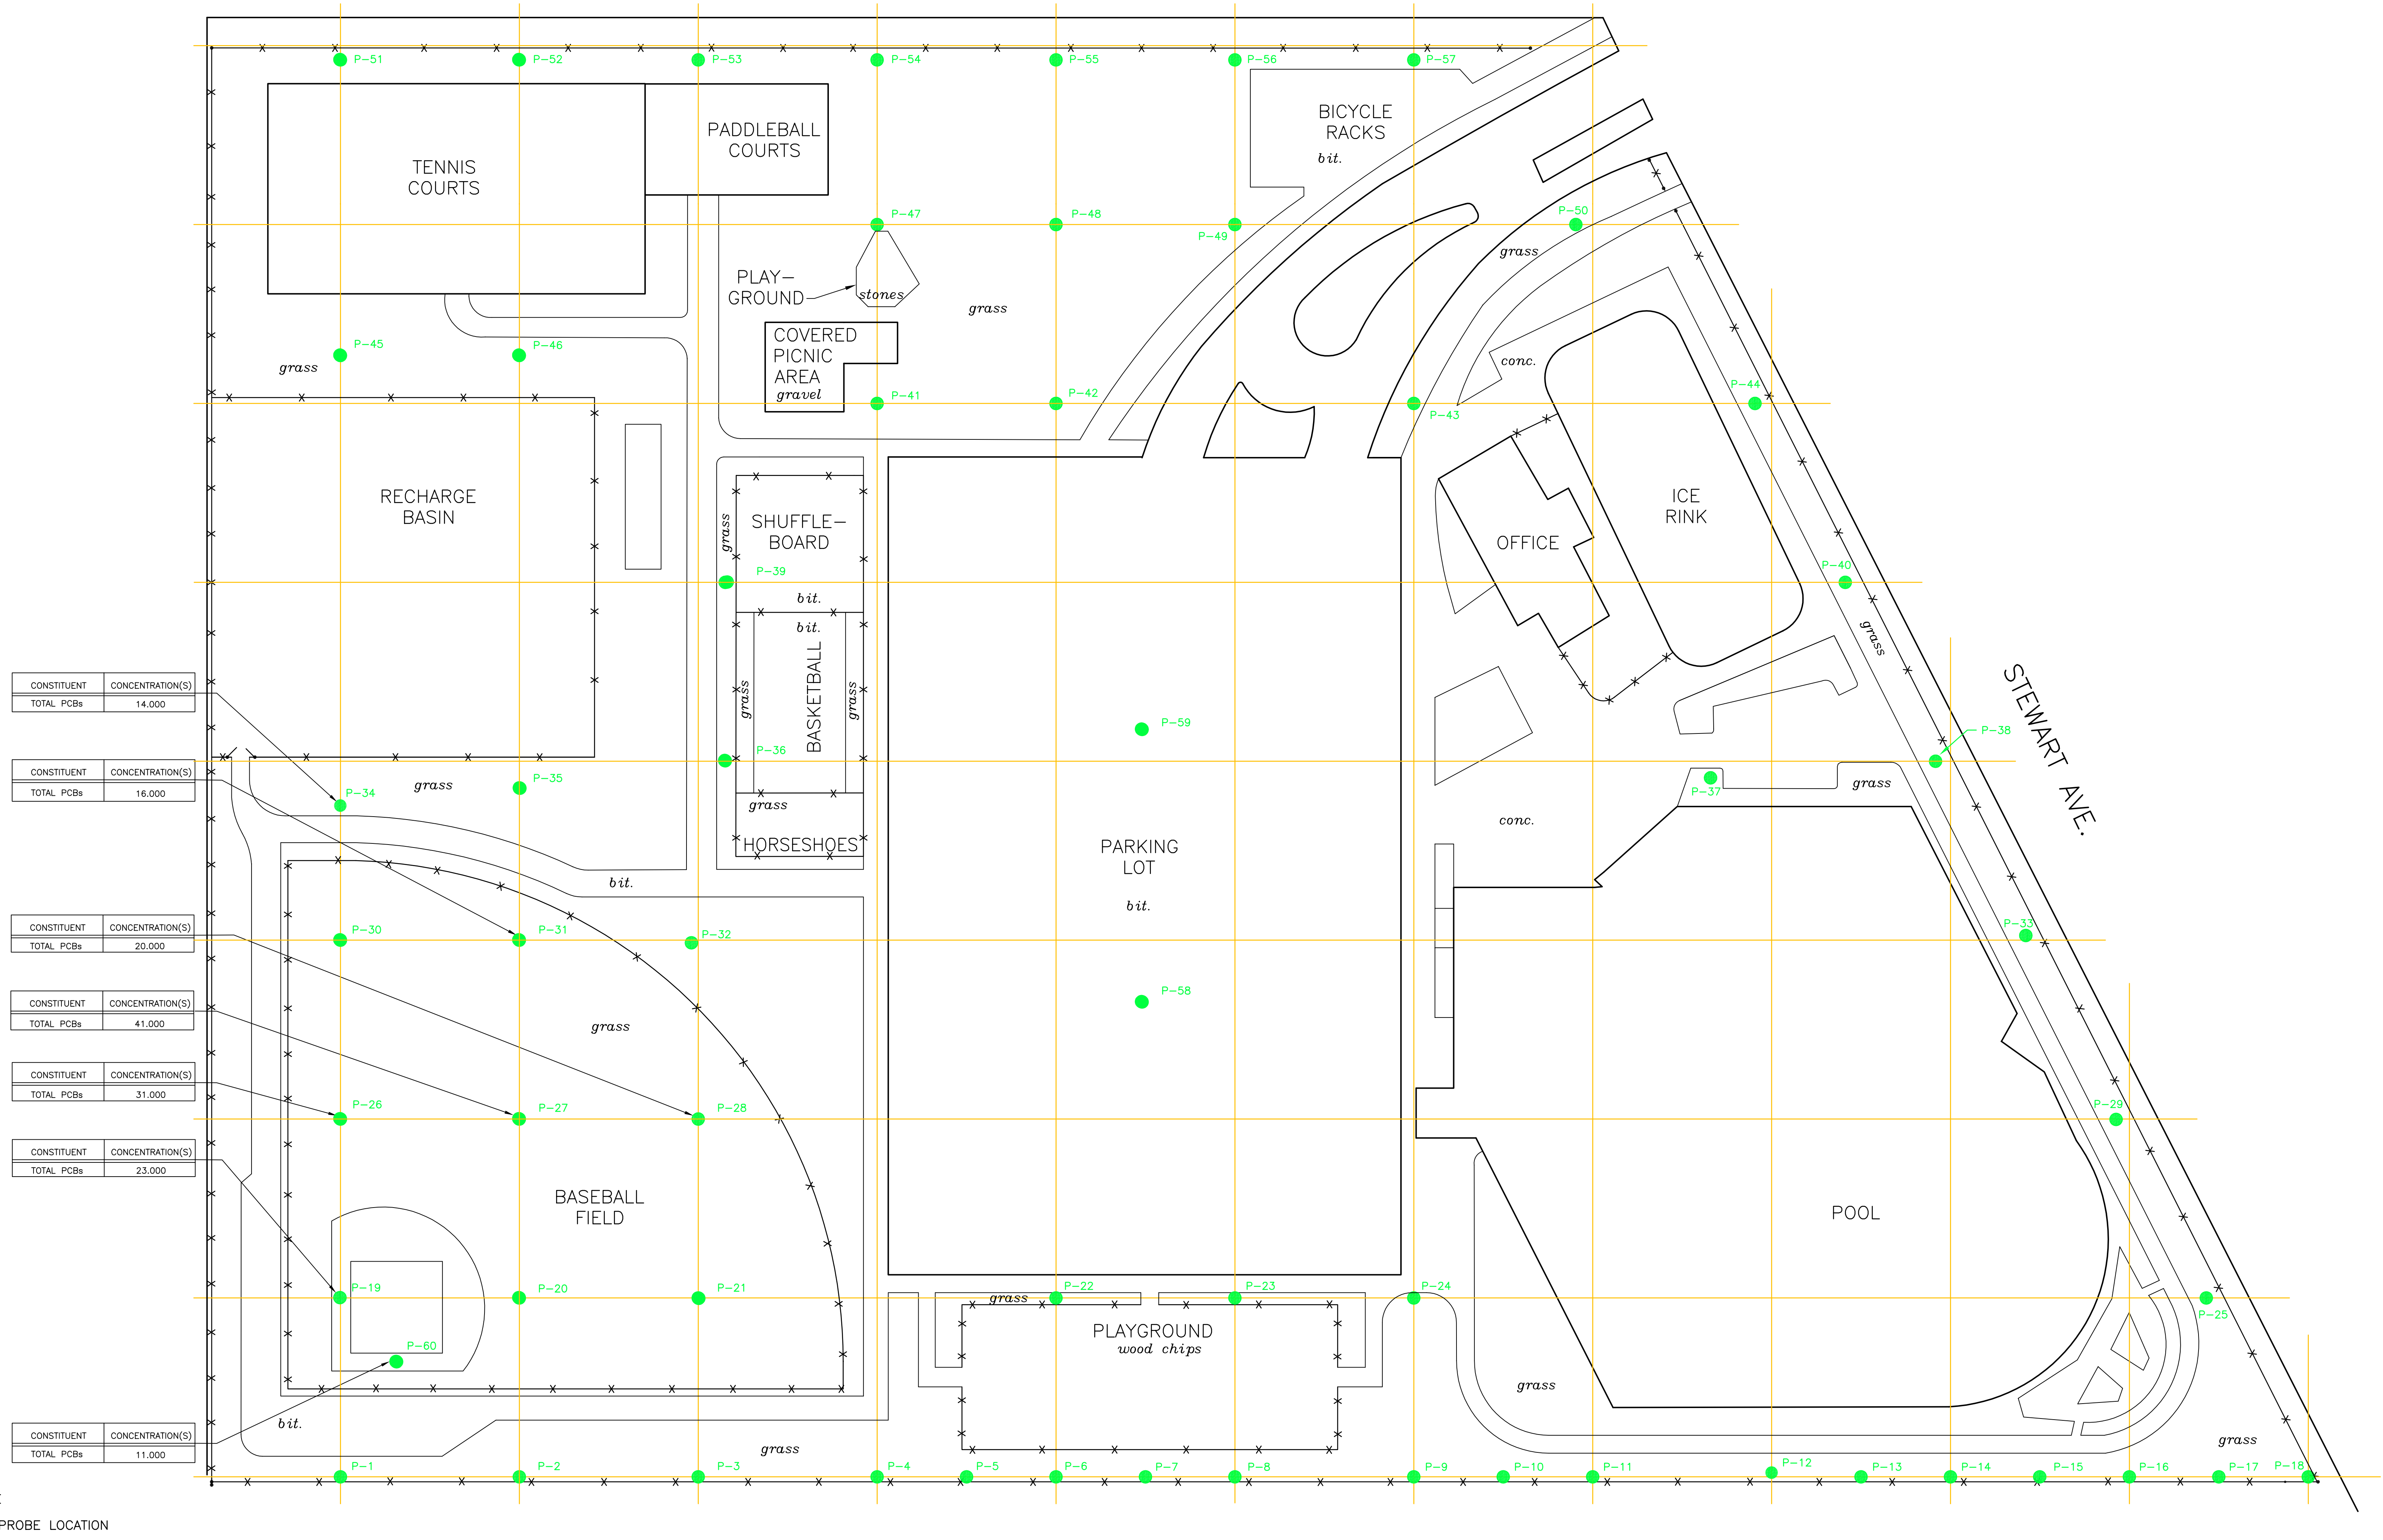 P-51
P-52
P-53
P-54
P-55
P-56
P-57
BICYCLE
RACKS
bit.
PADDLEBALL
COURTS
TENNIS
COURTS
P-47
P-48
P-49
P-50
grass
PLAY-
GROUND
stones
grass
COVERED
PICNIC
AREA
gravel
P-45
P-46
grass
conc.
P-41
P-42
P-43
P-44
RECHARGE
BASIN
grass
SHUFFLE-
BOARD
OFFICE
ICE
RINK
P-39
P-40
bit.
bit.
grass
BASKETBALL
grass
grass
STEWART AVE.
CONSTITUENT CONCENTRATION(S)
TOTAL PCBs 14.000
P-59
P-36
P-38
CONSTITUENT CONCENTRATION(S)
TOTAL PCBs 16.000
P-34
grass
P-35
grass
HORSESHOES
P-37
grass
conc.
PARKING
LOT
bit.
bit.
CONSTITUENT CONCENTRATION(S)
TOTAL PCBs 20.000
P-30
P-31
P-32
P-33
P-58
CONSTITUENT CONCENTRATION(S)
TOTAL PCBs 41.000
grass
CONSTITUENT CONCENTRATION(S)
TOTAL PCBs 31.000
P-26
P-27
P-28
P-29
CONSTITUENT CONCENTRATION(S)
TOTAL PCBs 23.000
BASEBALL
FIELD
POOL
P-19
P-20
P-21
P-22
grass
P-23
P-24
P-25
PLAYGROUND
wood chips
P-60
grass
bit.
CONSTITUENT CONCENTRATION(S)
TOTAL PCBs 11.000
grass
grass
P-1
P-2
P-3
P-4
P-5
P-6
P-7
P-8
P-9
P-10
P-11
P-12
P-13
P-14
P-15
P-16
P-17
P-18
PROBE LOCATION